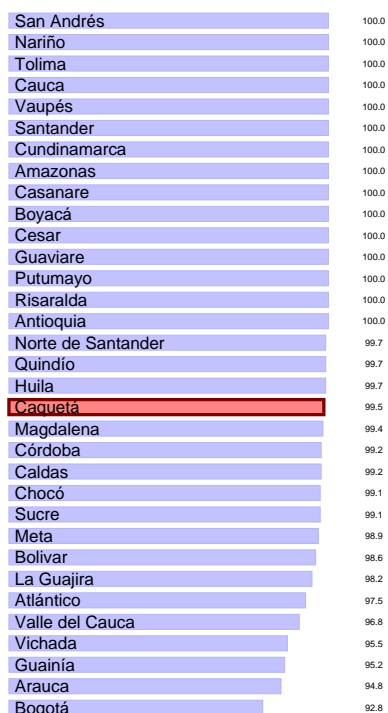 San Andrés 100.0
Nariño 100.0
Tolima 100.0
Cauca 100.0
Vaupés 100.0
Santander 100.0
Cundinamarca 100.0
Amazonas 100.0
Casanare 100.0
Boyacá 100.0
Cesar 100.0
Guaviare 100.0
Putumayo 100.0
Risaralda 100.0
Antioquia 100.0
Norte de Santander 99.7
Quindío 99.7
Huila 99.7
Caquetá 99.5
Magdalena 99.4
Córdoba 99.2
Caldas 99.2
Chocó 99.1
Sucre 99.1
Meta 98.9
Bolivar 98.6
La Guajira 98.2
Atlántico 97.5
Valle del Cauca 96.8
Vichada 95.5
Guainía 95.2
Arauca 94.8
Bogotá 92.8